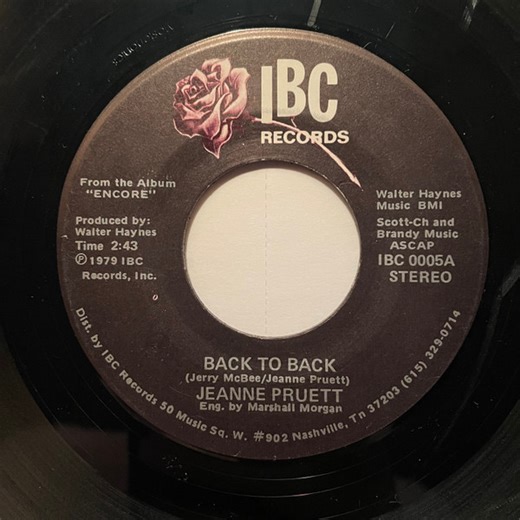 IBC
RECORDS
From the Album
"ENCORE"
Produced by:
Walter Haynes
Time 2:43
Ⓟ1979 IBC
Records, Inc.
Walter Haynes
Music BMI
Scott-Ch and
Brandy Music
ASCAP
IBC 0005A
STEREO
BACK TO BACK
(Jerry McBee/Jeanne Pruett)
JEANNE PRUETT
Eng. by Marshall Morgan
Dist. by IBC Records 50 Music Sq. W. #902 Nashville, Tn 37203 (615) 329-0714